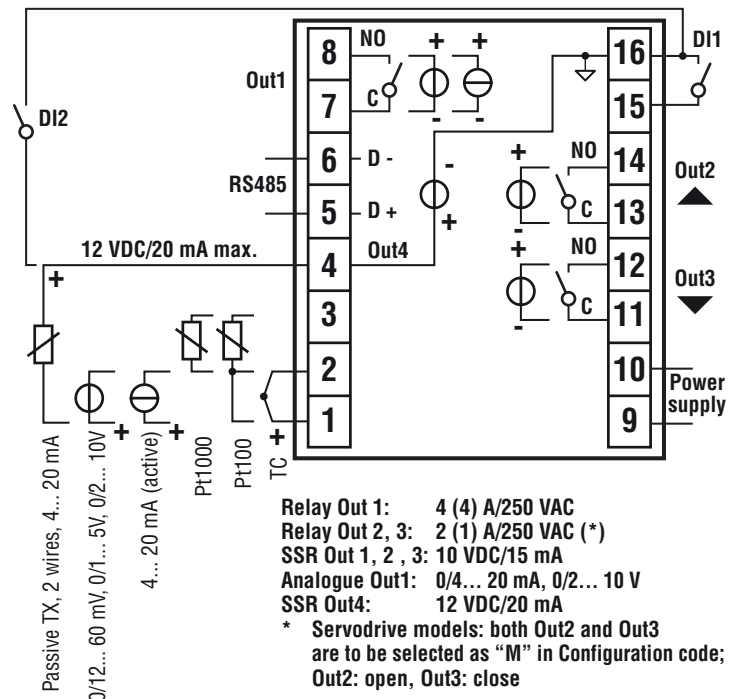 8 NO + + 16 DI1
Out1
7 C - - 15
DI2
6 D - - + NO 14 Out2
RS485
5 D + + - C 13
12 VDC/20 mA max. 4 Out4 + NO 12 Out3
+
3 - C 11
2 10 Power
supply
1 9
+ + +
Passive TX, 2 wires, 4... 20 mA
0/12... 60 mV, 0/1... 5V, 0/2... 10V
4... 20 mA (active)
Pt1000
Pt100
TC
Relay Out 1: 4 (4) A/250 VAC
Relay Out 2, 3: 2 (1) A/250 VAC (*)
SSR Out 1, 2 , 3: 10 VDC/15 mA
Analogue Out1: 0/4... 20 mA, 0/2... 10 V
SSR Out4: 12 VDC/20 mA
* Servodrive models: both Out2 and Out3
are to be selected as “M” in Configuration code;
Out2: open, Out3: close